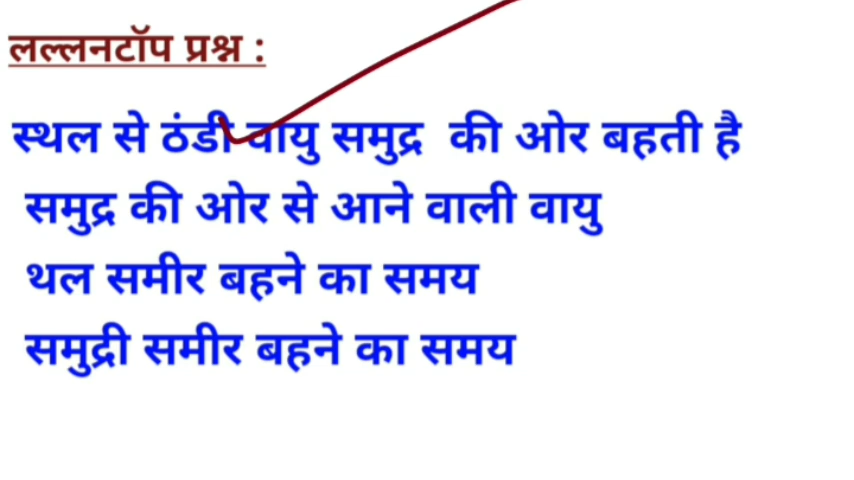 लल्लनटॉप प्रश्न :
स्थल से ठंडी वायु समुद्र की ओर बहती है
समुद्र की ओर से आने वाली वायु
थल समीर बहने का समय
समुद्री समीर बहने का समय